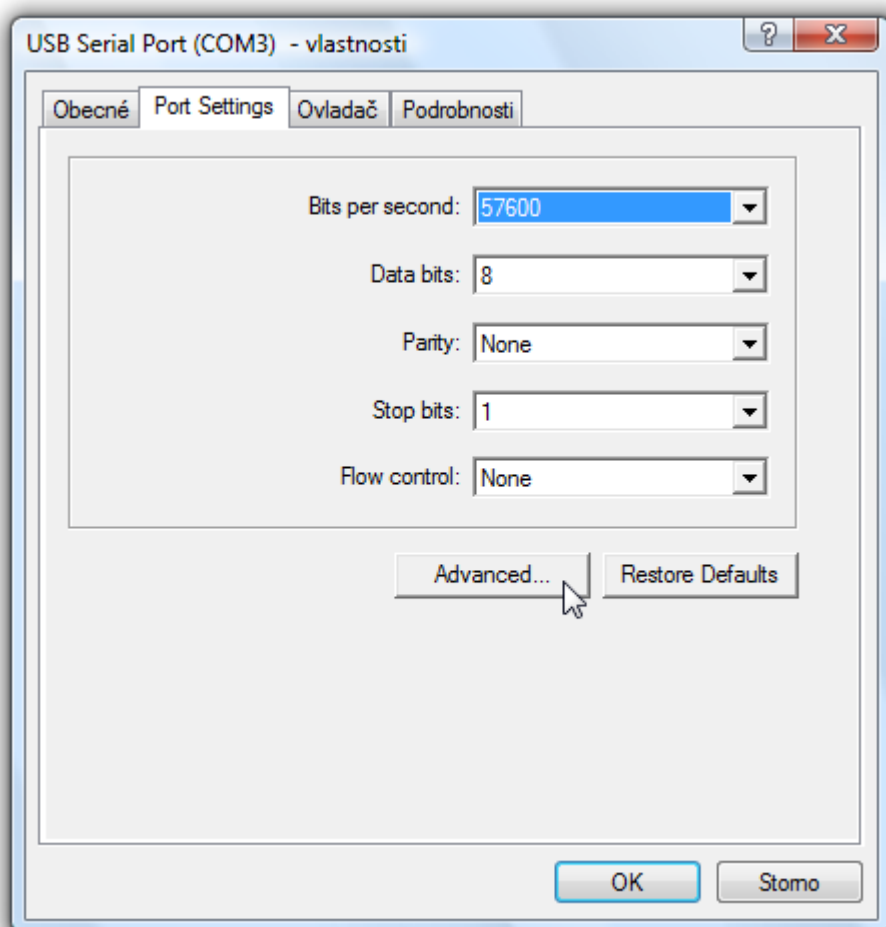 USB Serial Port (COM3) - vlastnosti
Obecné Port Settings Ovladač Podrobnosti
Bits per second: 57600
Data bits: 8
Parity: None
Stop bits: 1
Flow control: None
Advanced... Restore Defaults
OK Storno